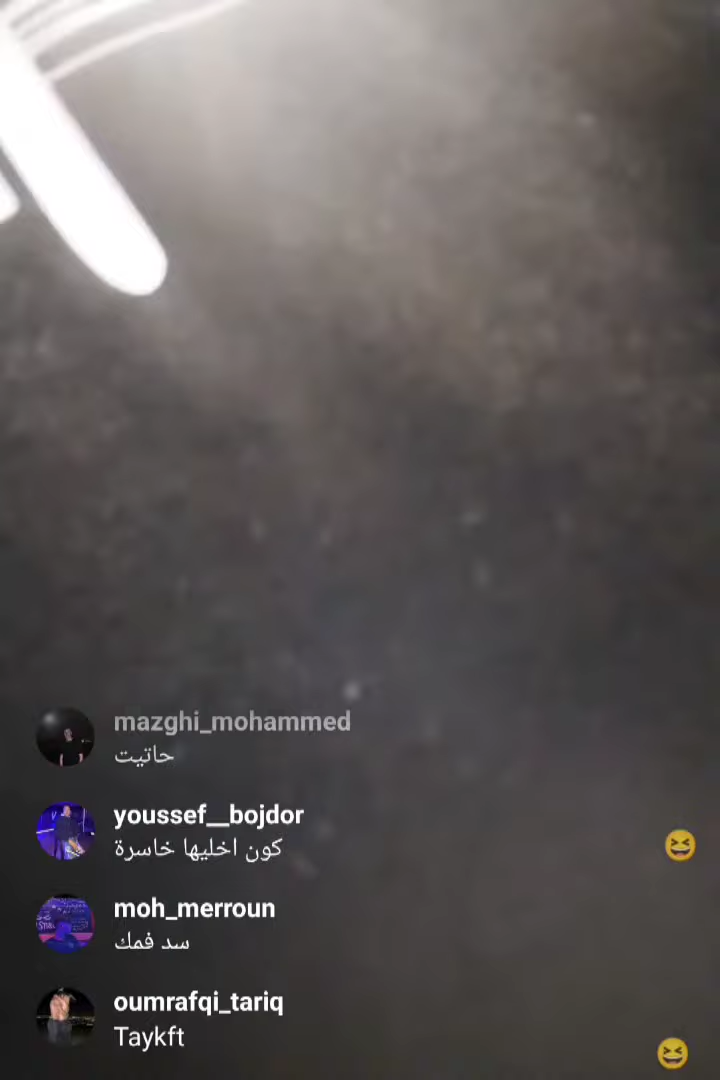 mazghi_mohammed
حاتيت
youssef__bojdor
كون اخليها خاسرة
moh_merroun
سد فمك
oumrafqi_tariq
Taykft